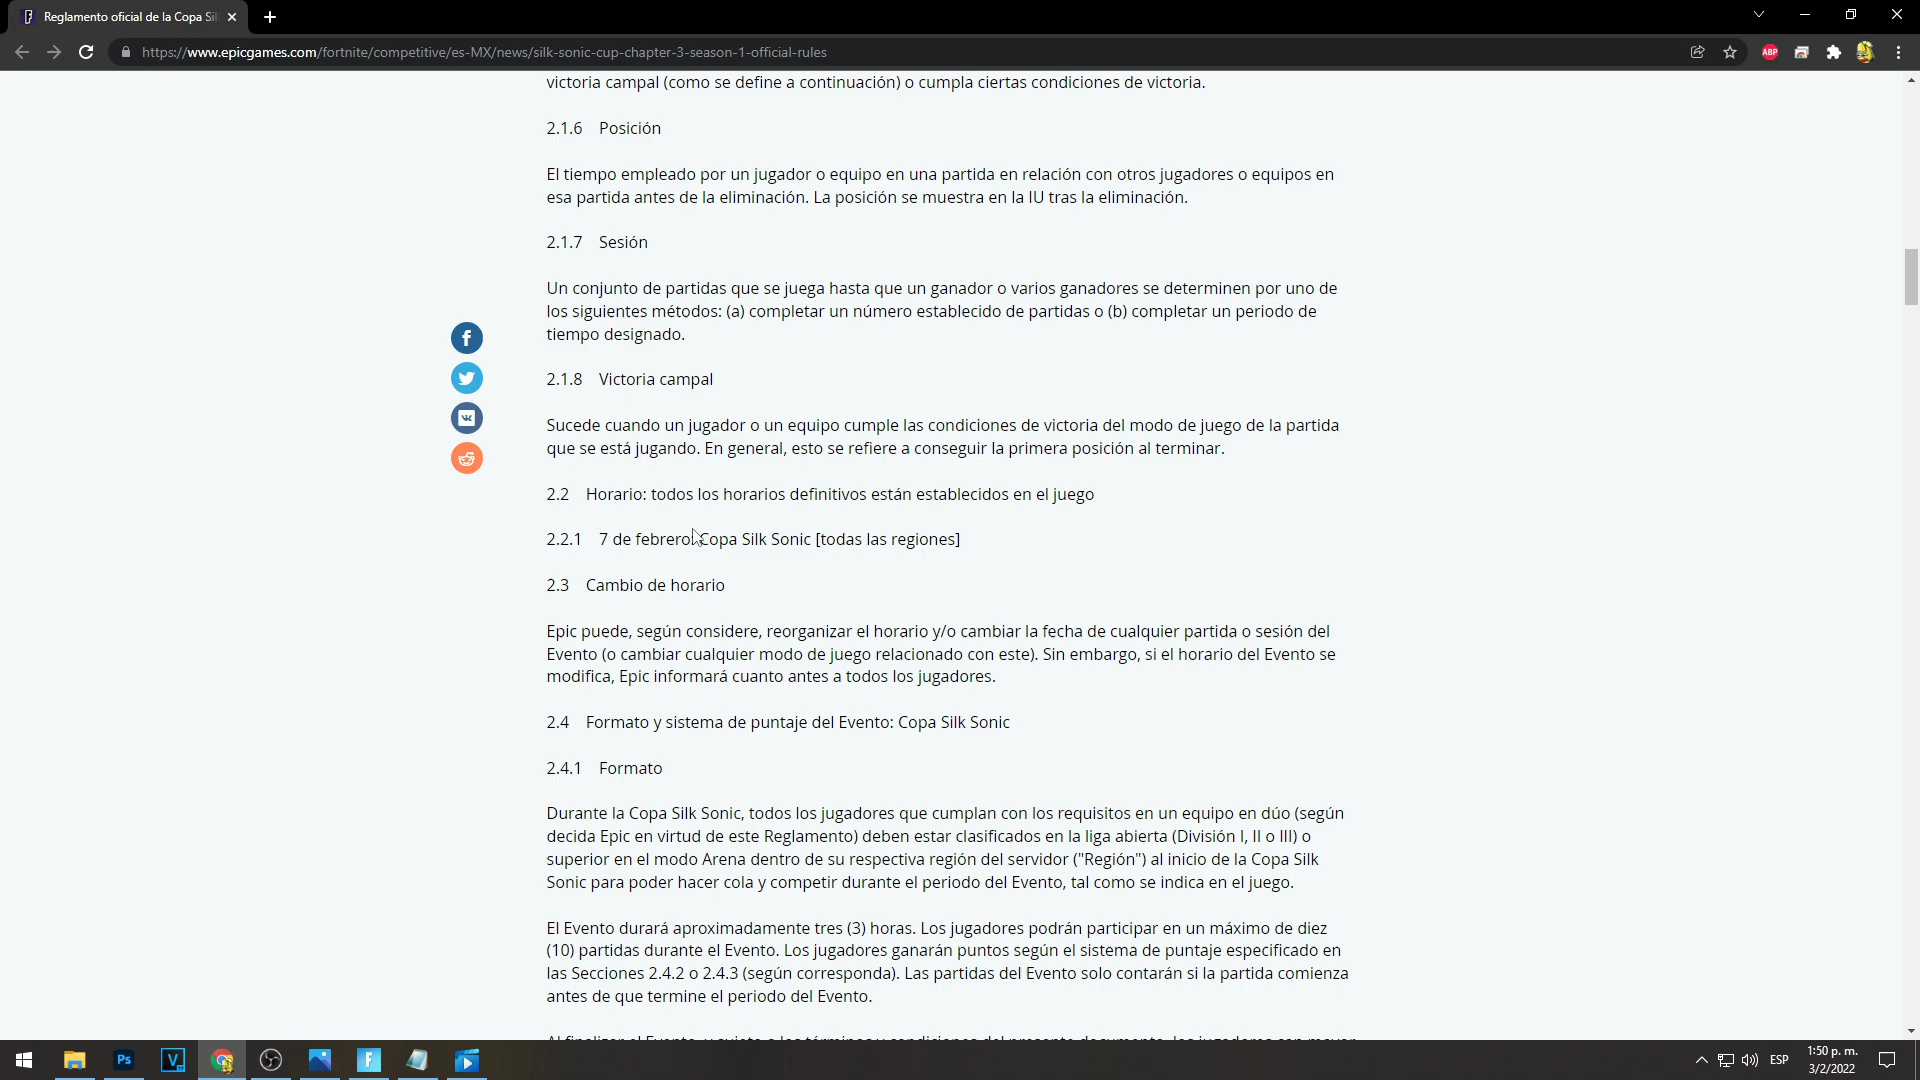 Reglamento oficial de la Copa Sil
https://www.epicgames.com/fortnite/competitive/es-MX/news/silk-sonic-cup-chapter-3-season-1-official-rules
ABP
victoria campal (como se define a continuación) o cumpla ciertas condiciones de victoria.
2.1.6 Posición
El tiempo empleado por un jugador o equipo en una partida en relación con otros jugadores o equipos en
esa partida antes de la eliminación. La posición se muestra en la IU tras la eliminación.
2.1.7 Sesión
Un conjunto de partidas que se juega hasta que un ganador o varios ganadores se determinen por uno de
los siguientes métodos: (a) completar un número establecido de partidas o (b) completar un periodo de
tiempo designado.
2.1.8 Victoria campal
Sucede cuando un jugador o un equipo cumple las condiciones de victoria del modo de juego de la partida
que se está jugando. En general, esto se refiere a conseguir la primera posición al terminar.
2.2 Horario: todos los horarios definitivos están establecidos en el juego
2.2.1 7 de febrero: Copa Silk Sonic [todas las regiones]
2.3 Cambio de horario
Epic puede, según considere, reorganizar el horario y/o cambiar la fecha de cualquier partida o sesión del
Evento (o cambiar cualquier modo de juego relacionado con este). Sin embargo, si el horario del Evento se
modifica, Epic informará cuanto antes a todos los jugadores.
2.4 Formato y sistema de puntaje del Evento: Copa Silk Sonic
2.4.1 Formato
Durante la Copa Silk Sonic, todos los jugadores que cumplan con los requisitos en un equipo en dúo (según
decida Epic en virtud de este Reglamento) deben estar clasificados en la liga abierta (División I, II o III) o
superior en el modo Arena dentro de su respectiva región del servidor ("Región") al inicio de la Copa Silk
Sonic para poder hacer cola y competir durante el periodo del Evento, tal como se indica en el juego.
El Evento durará aproximadamente tres (3) horas. Los jugadores podrán participar en un máximo de diez
(10) partidas durante el Evento. Los jugadores ganarán puntos según el sistema de puntaje especificado en
las Secciones 2.4.2 o 2.4.3 (según corresponda). Las partidas del Evento solo contarán si la partida comienza
antes de que termine el periodo del Evento.
Ps
V
F
ESP
1:50 p. m.
3/2/2022